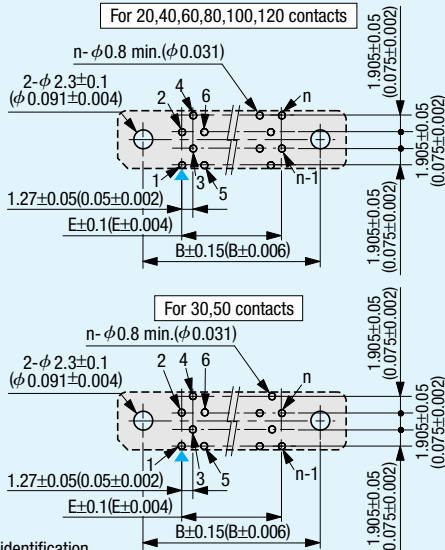 For 20,40,60,80,100,120 contacts
n-φ0.8 min.(φ0.031)
2-φ2.3±0.1
(φ0.091±0.004)
4
2
6
n
1
3
5
n-1
1.27±0.05(0.05±0.002)
E±0.1(E±0.004)
B±0.15(B±0.006)
1.905±0.05
(0.075±0.002)
1.905±0.05
(0.075±0.002)
1.905±0.05
(0.075±0.002)
For 30,50 contacts
n-φ0.8 min.(φ0.031)
2-φ2.3±0.1
(φ0.091±0.004)
4
2
6
n
1
3
5
n-1
1.27±0.05(0.05±0.002)
E±0.1(E±0.004)
B±0.15(B±0.006)
1.905±0.05
(0.075±0.002)
1.905±0.05
(0.075±0.002)
1.905±0.05
(0.075±0.002)
identification